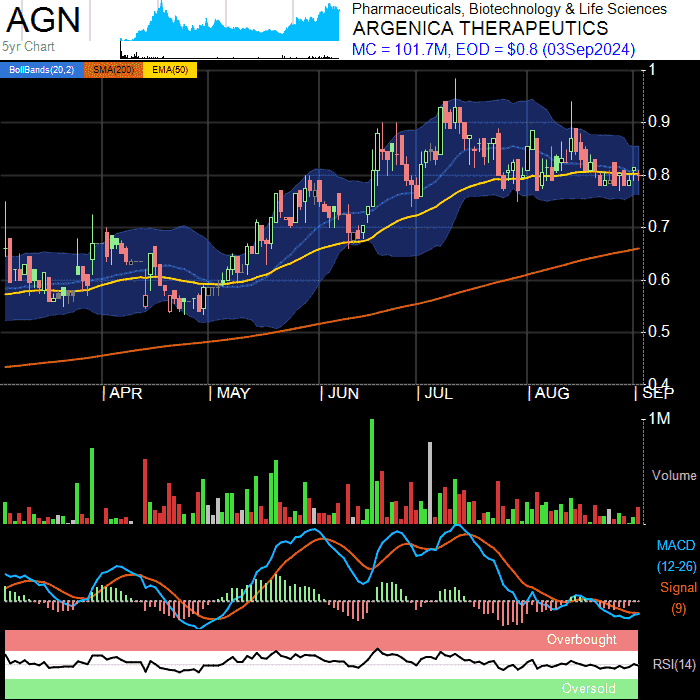 AGN
5yr Chart
Pharmaceuticals, Biotechnology & Life Sciences
ARGENICA THERAPEUTICS
MC = 101.7M, EOD = $0.8 (03Sep2024)
BollBands(20,2) SMA(200) EMA(50)
1
0.9
0.8
0.7
0.6
0.5
0.4
APR MAY JUN JUL AUG SEP
1M
Volume
MACD
(12-26)
Signal
(9)
Overbought
RSI(14)
Oversold